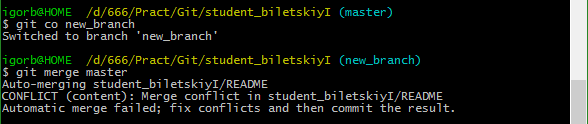 igorb@HOME /d/666/Pract/Git/student_biletskiyI (master)
$ git co new_branch
Switched to branch 'new_branch'
igorb@HOME /d/666/Pract/Git/student_biletskiyI (new_branch)
$ git merge master
Auto-merging student_biletskiyI/README
CONFLICT (content): Merge conflict in student_biletskiyI/README
Automatic merge failed; fix conflicts and then commit the result.